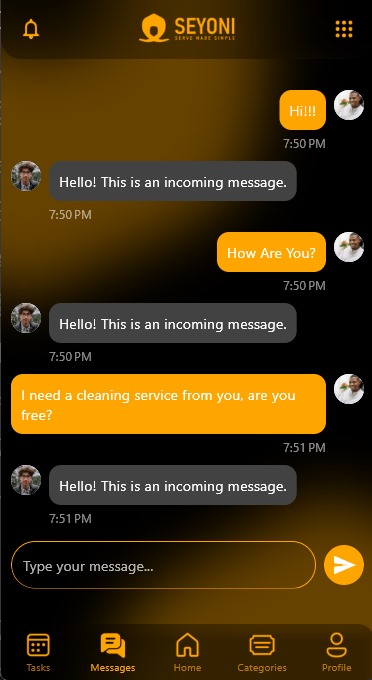 SEYONI
SERVE MADE SIMPLE
Hi!!!
7:50 PM
Hello! This is an incoming message.
7:50 PM
How Are You?
7:50 PM
Hello! This is an incoming message.
7:50 PM
I need a cleaning service from you, are you
free?
7:51 PM
Hello! This is an incoming message.
7:51 PM
Type your message...
Tasks
Messages
Home
Categories
Profile